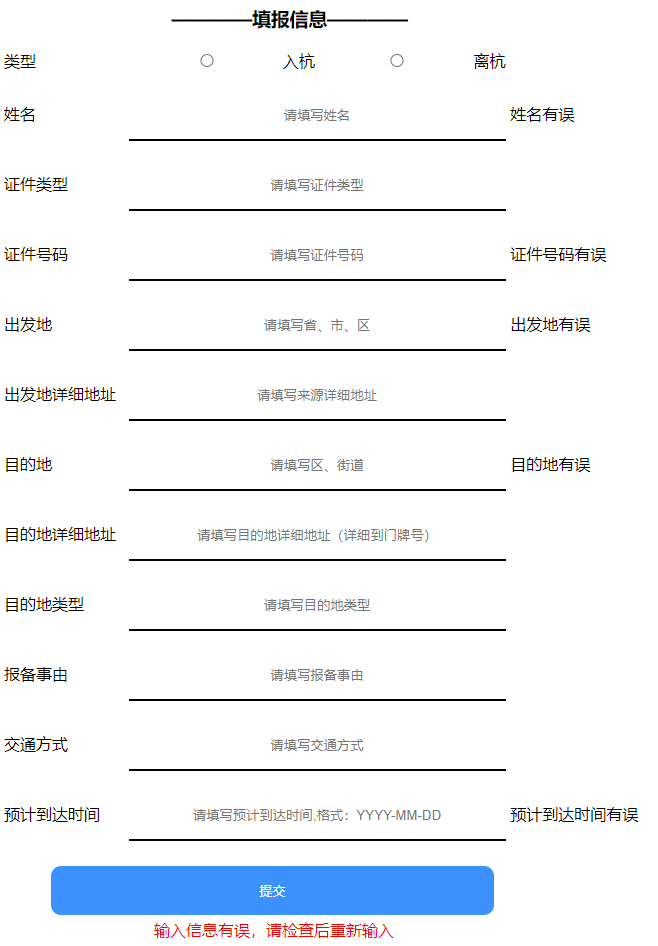 ————填报信息————
类型 入杭 离杭
姓名 请填写姓名 姓名有误
证件类型 请填写证件类型
证件号码 请填写证件号码 证件号码有误
出发地 请填写省、市、区 出发地有误
出发地详细地址 请填写来源详细地址
目的地 请填写区、街道 目的地有误
目的地详细地址 请填写目的地详细地址（详细到门牌号）
目的地类型 请填写目的地类型
报备事由 请填写报备事由
交通方式 请填写交通方式
预计到达时间 请填写预计到达时间,格式：YYYY-MM-DD 预计到达时间有误
提交
输入信息有误，请检查后重新输入